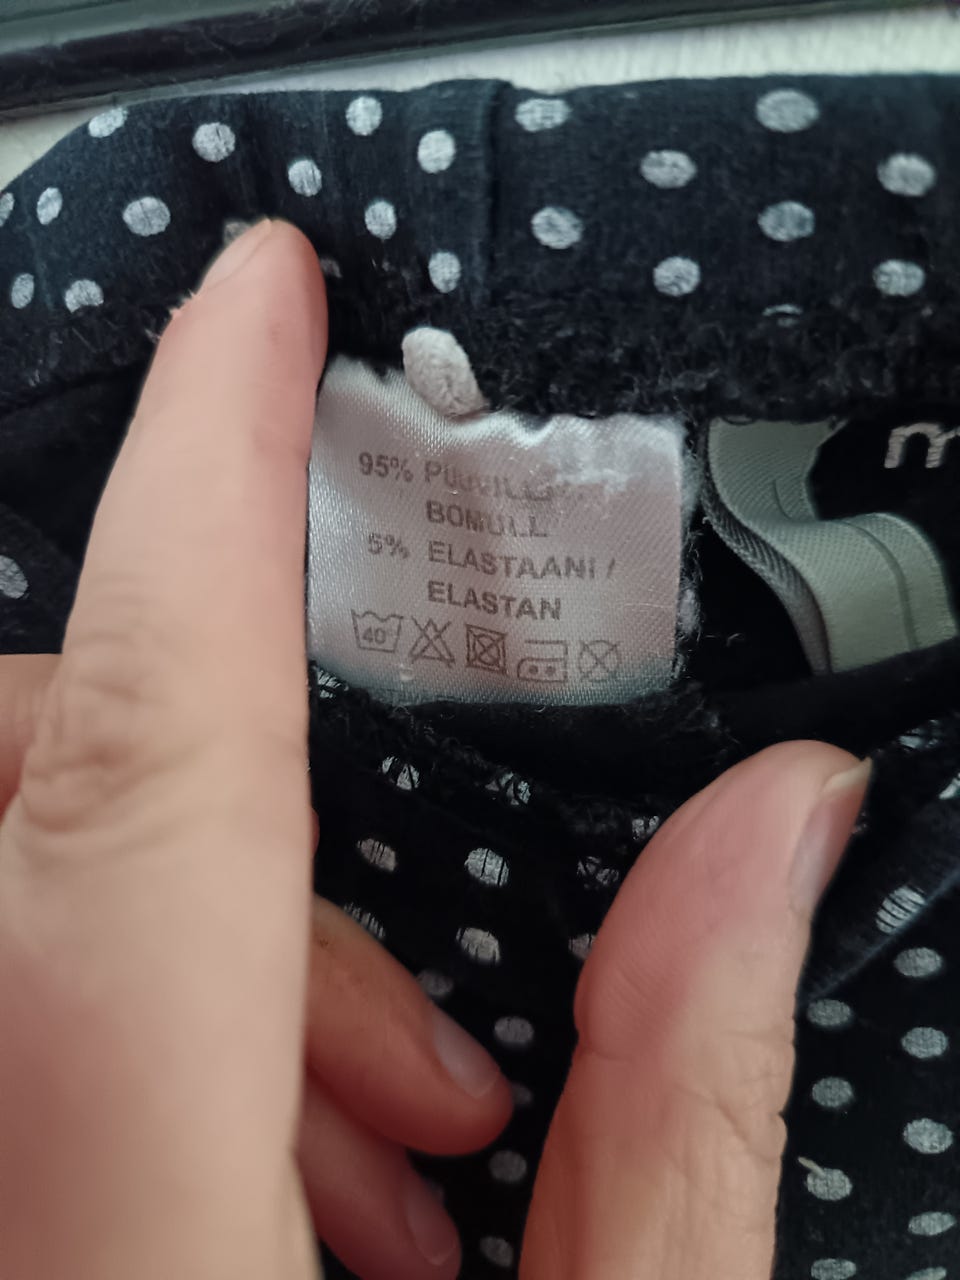 95%
BOMULL
5% ELASTAANI /
ELASTAN
40°
m